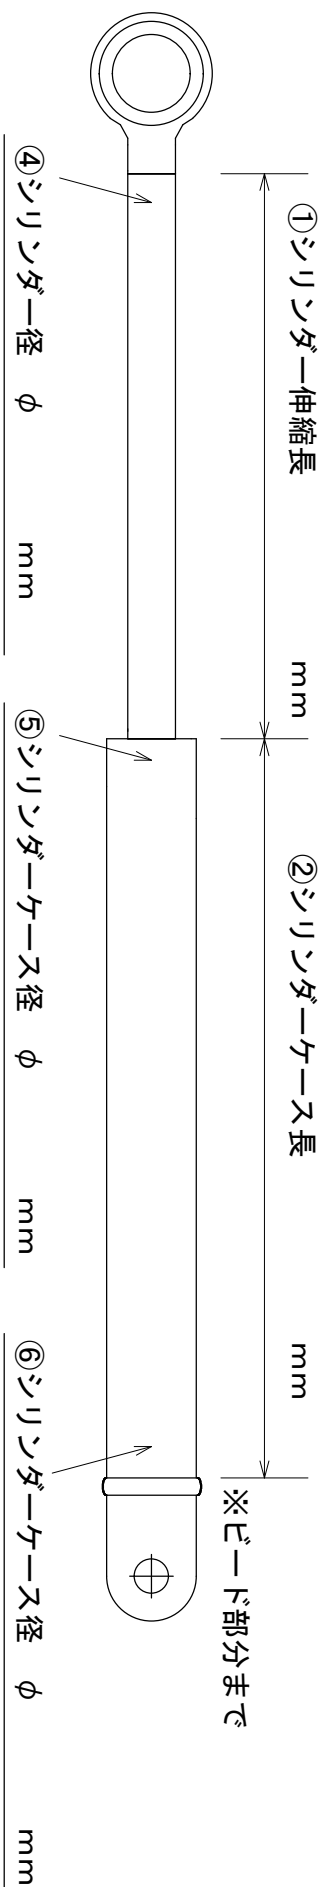 ①シリンダー伸縮長 mm
②シリンダーケース長 mm
※ビード部分まで
④シリンダー径 φ mm
⑤シリンダーケース径 φ mm
⑥シリンダーケース径 φ mm